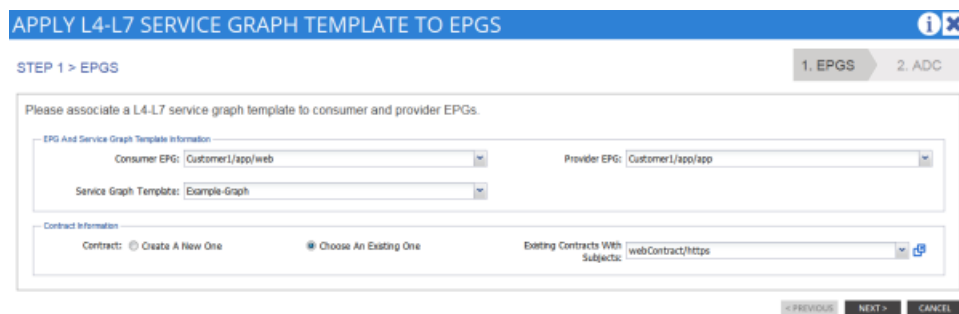 APPLY L4-L7 SERVICE GRAPH TEMPLATE TO EPGS
STEP 1 > EPGS
1. EPGS 2. ADC
Please associate a L4-L7 service graph template to consumer and provider EPGs.
EPG And Service Graph Template Information
Consumer EPG: Customer1/app/web Provider EPG: Customer1/app/app
Service Graph Template: Example-Graph
Contract Information
Contract: Create A New One Choose An Existing One Existing Contracts With Subjects: webContract/https
< PREVIOUS NEXT > CANCEL